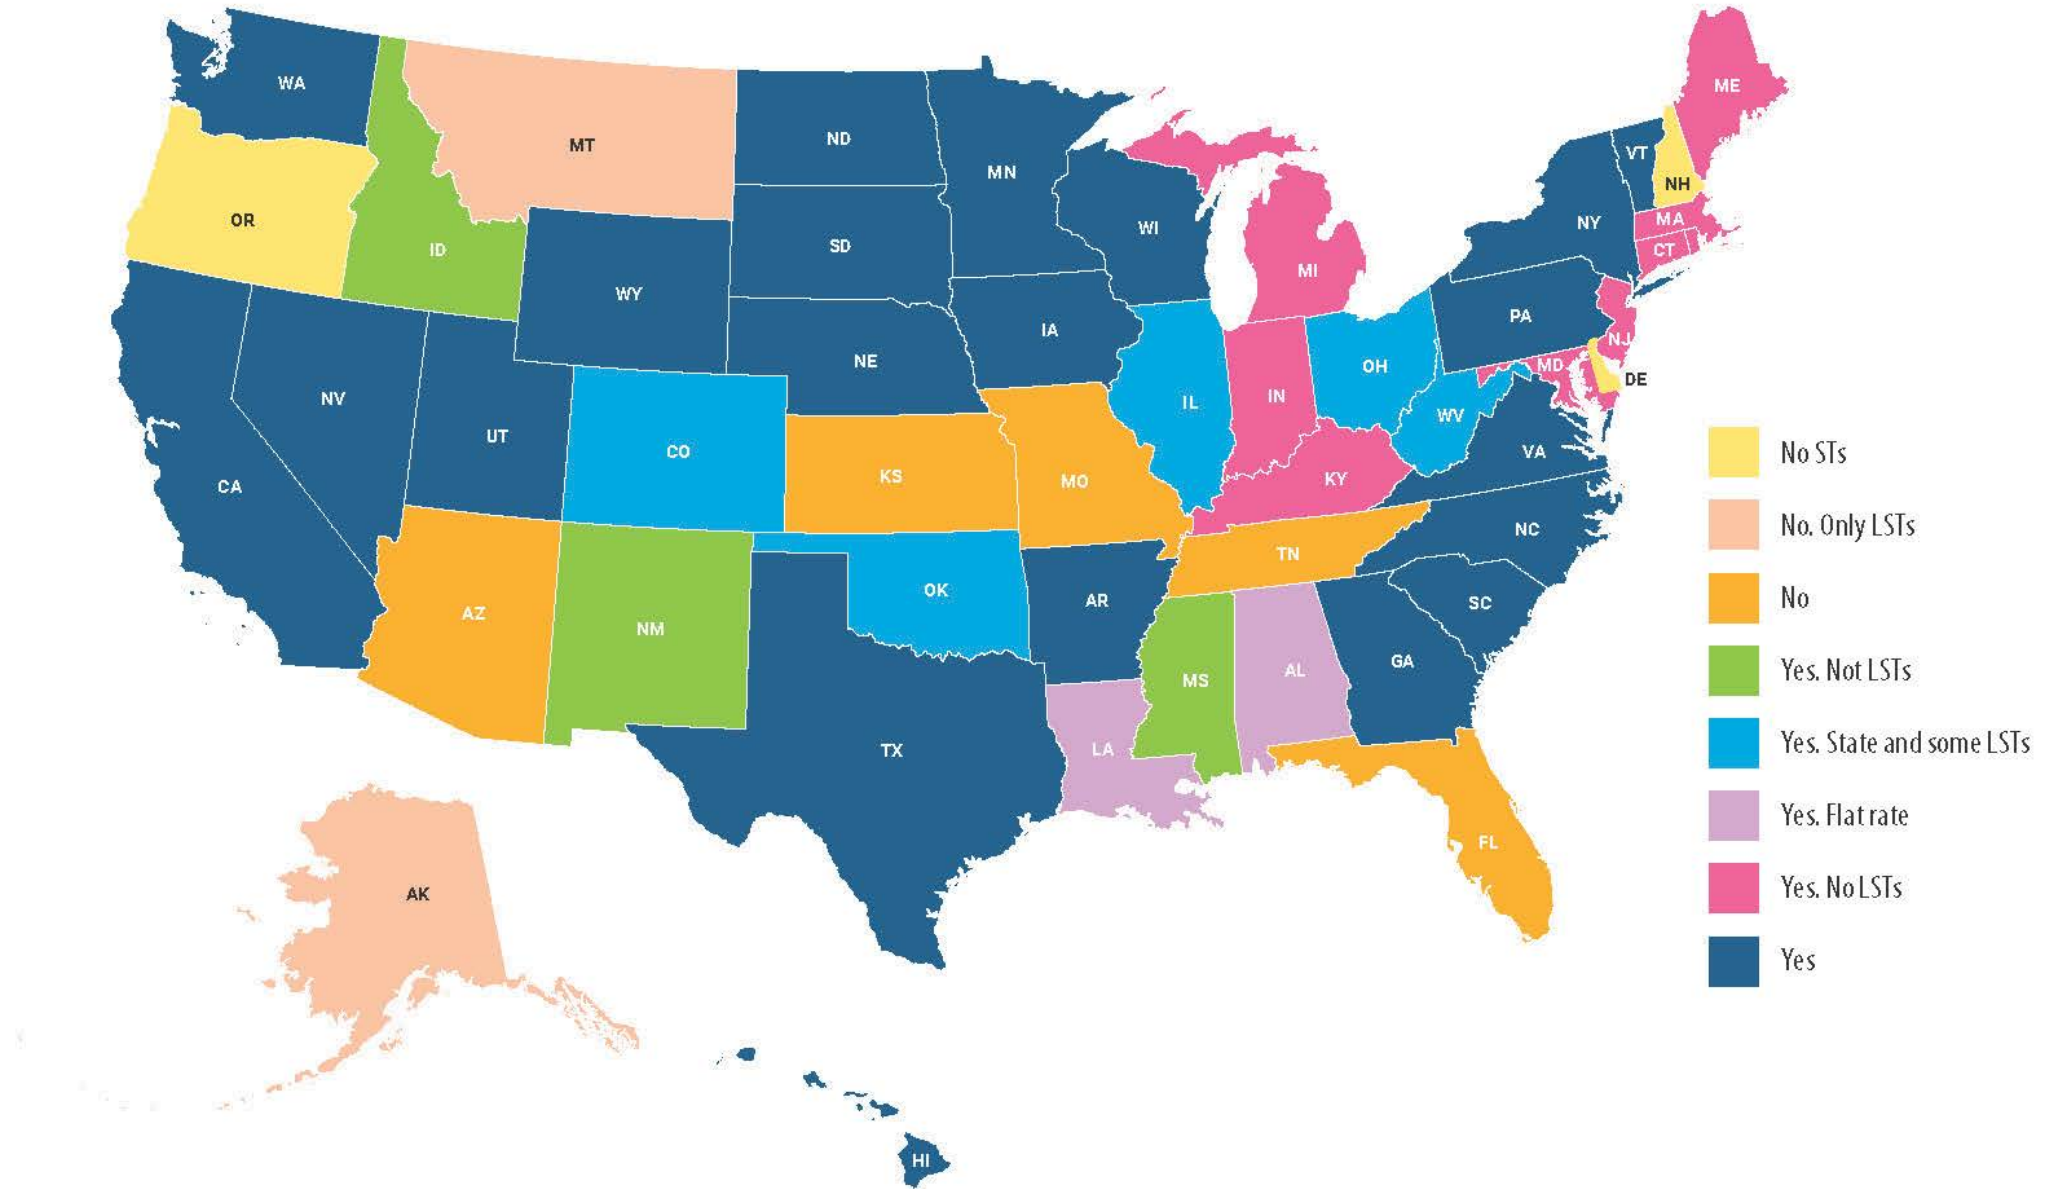 WA
ME
MT
ND
VT
MN
NH
OR
MA
NY
WI
SD
ID
CT
MI
WY
PA
IA
NJ
NE
MD
OH
DE
NV
IN
IL
WV
UT
CO
VA
No STs
KS
KY
MO
CA
No. Only LSTs
NC
TN
OK
No
AR
SC
AZ
NM
GA
AL
Yes. Not LSTs
MS
TX
LA
Yes. State and some LSTs
Yes. Flat rate
FL
Yes. No LSTs
AK
Yes
HI